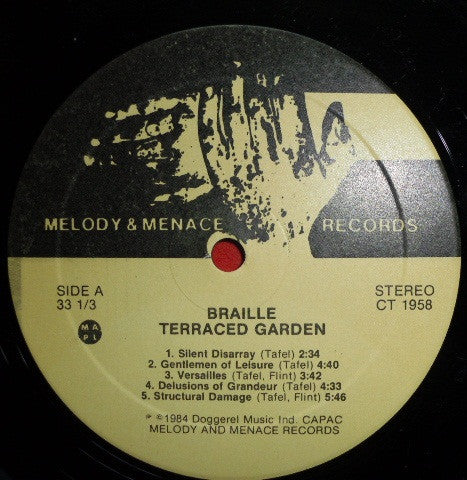 MELODY & MENACE RECORDS
SIDE A
33 1/3
STEREO
CT 1958
M A
P L
BRAILLE
TERRACED GARDEN
1. Silent Disarray (Tafel) 2:34
2. Gentlemen of Leisure (Tafel) 4:40
3. Versailles (Tafel, Flint) 3:42
4. Delusions of Grandeur (Tafel) 4:33
5. Structural Damage (Tafel, Flint) 5:46
℗ ©1984 Doggerel Music Ind. CAPAC
MELODY AND MENACE RECORDS